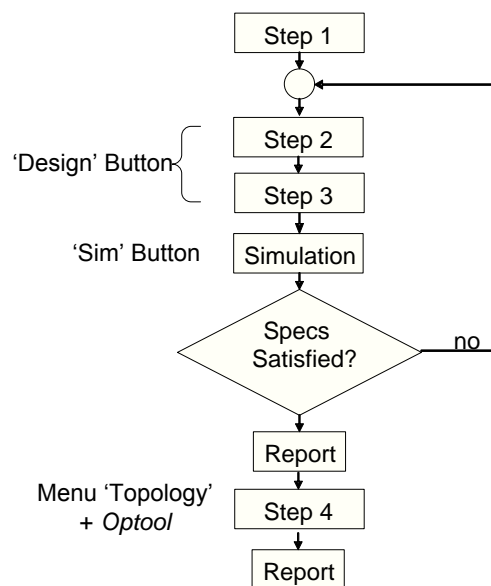 Step 1
Step 2
‘Design’ Button
Step 3
‘Sim’ Button
Simulation
Specs
Satisfied?
no
Report
Menu ‘Topology’
+ Optool
Step 4
Report